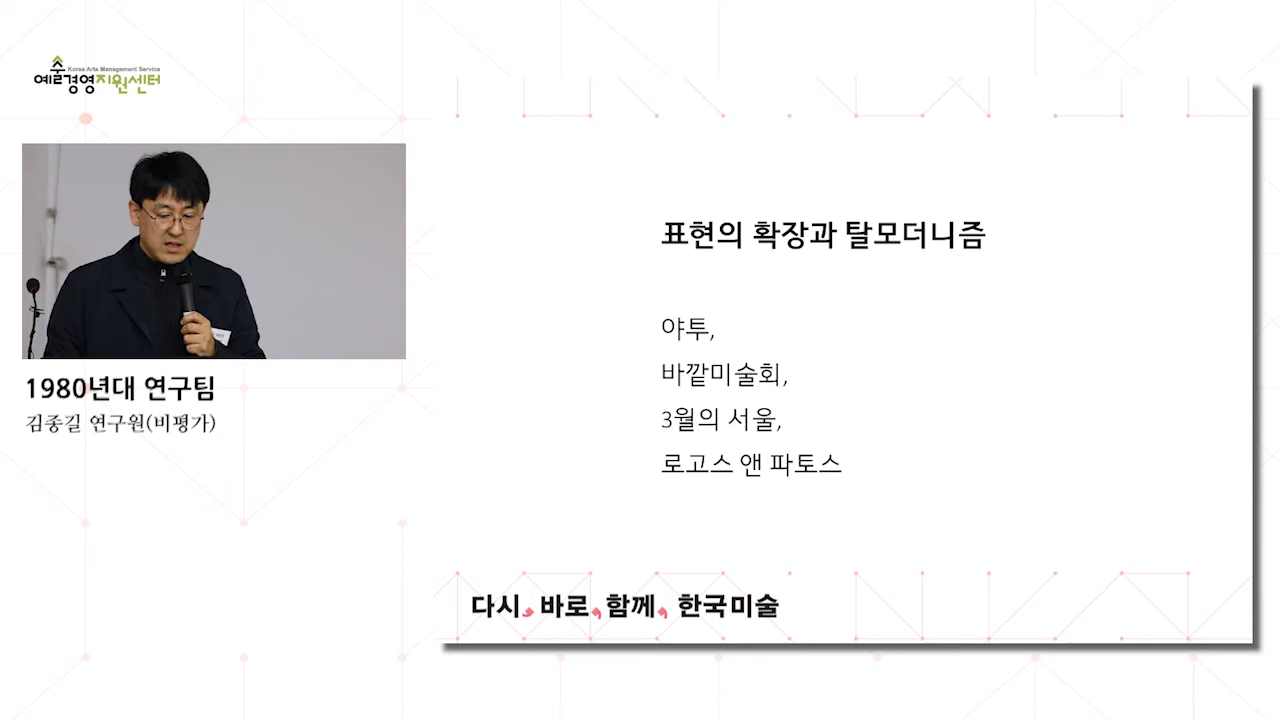 Korea Arts Management Service
예술경영지원센터
1980년대 연구팀
김종길 연구원(비평가)
표현의 확장과 탈모더니즘
야투,
바깥미술회,
3월의 서울,
로고스 앤 파토스
다시, 바로, 함께, 한국미술